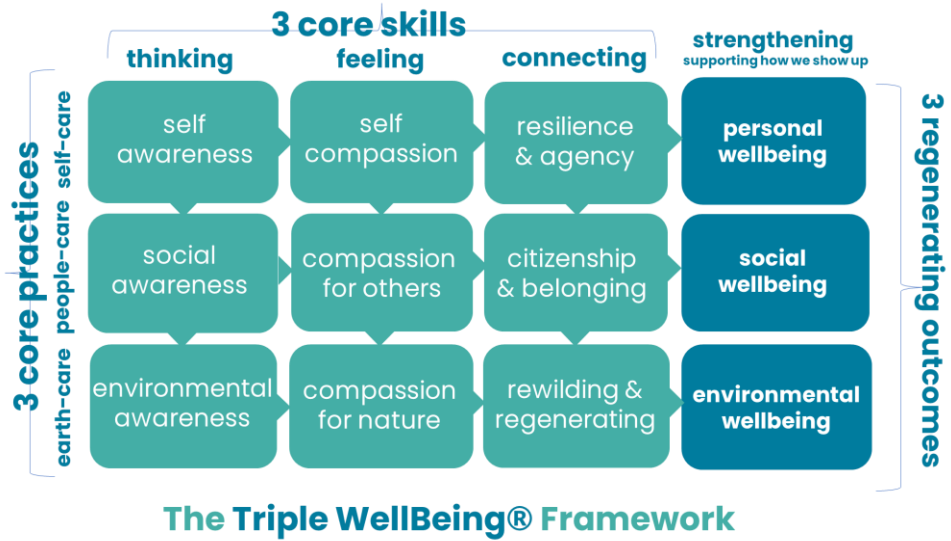 3 core skills
thinking
feeling
connecting
strengthening
supporting how we show up
3 core practices
self-care
people-care
earth-care
self
awareness
self
compassion
resilience
& agency
personal
wellbeing
social
awareness
compassion
for others
citizenship
& belonging
social
wellbeing
environmental
awareness
compassion
for nature
rewilding &
regenerating
environmental
wellbeing
3 regenerating outcomes
The Triple WellBeing® Framework